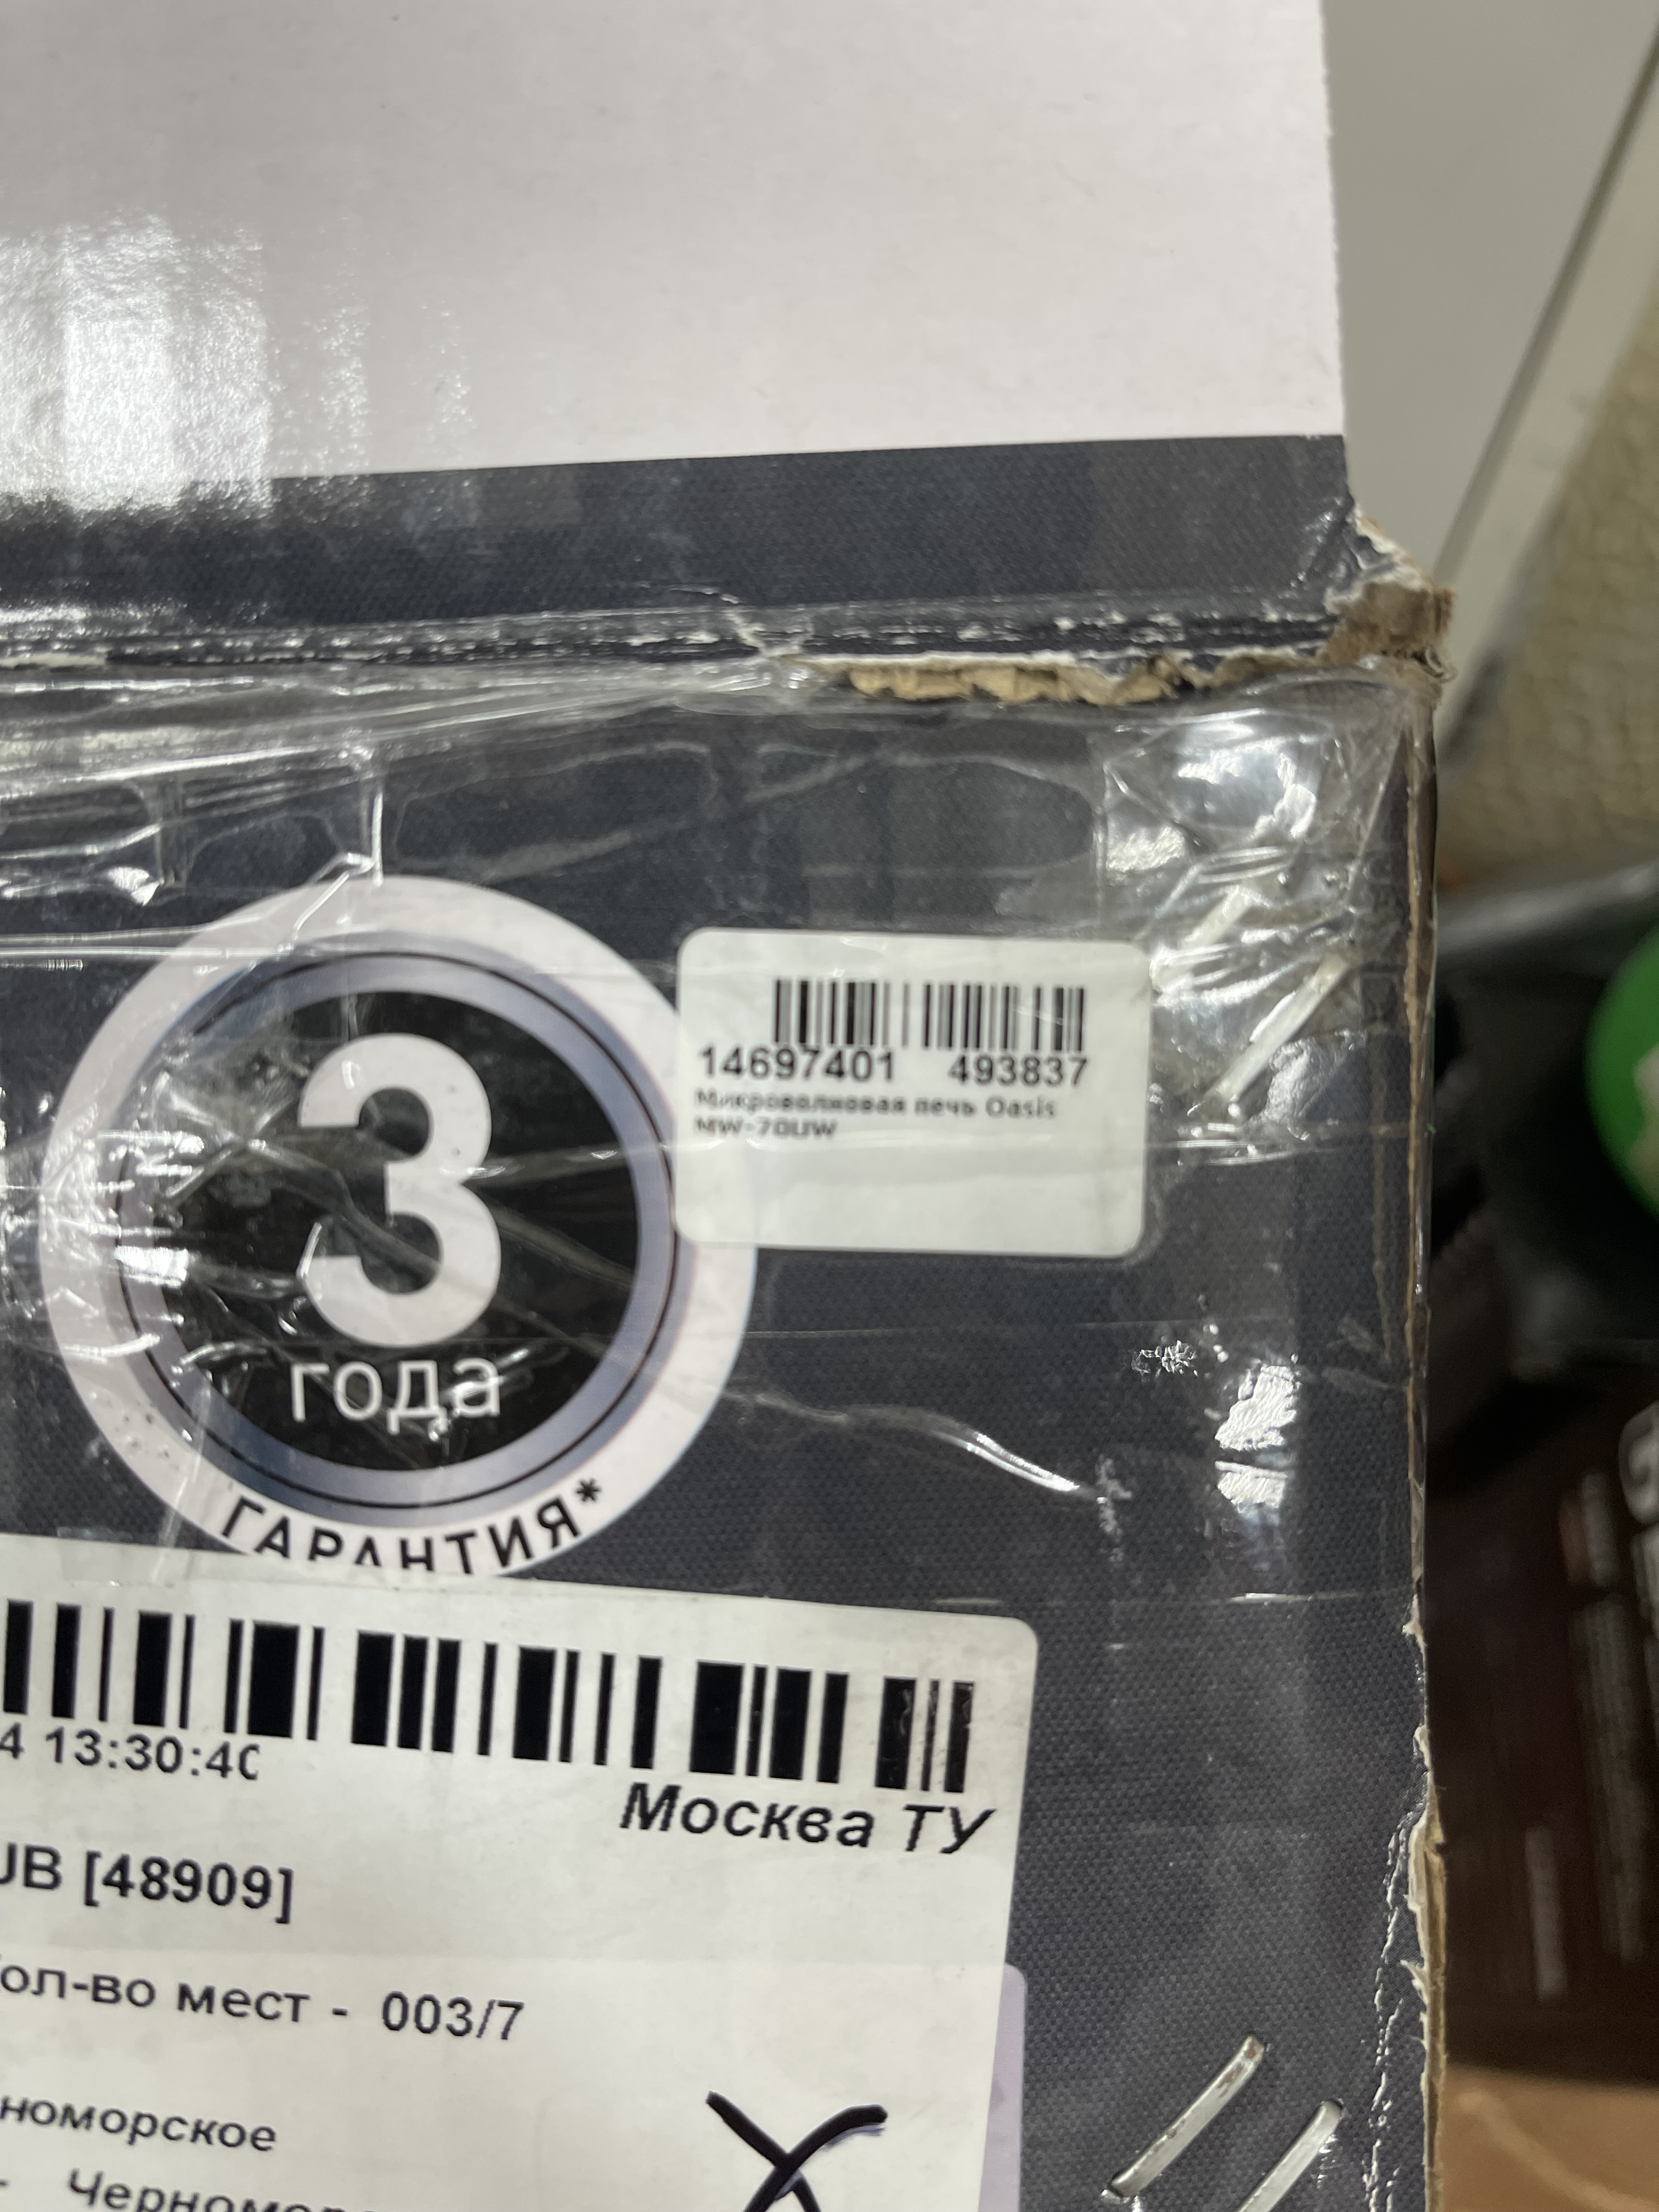 14697401 493837
Микроволновая печь Oasis
MW-70UW
3
года
ГАРАНТИЯ*
4 13:30:40
Москва ТУ
UB [48909]
ол-во мест - 003/7
номорское